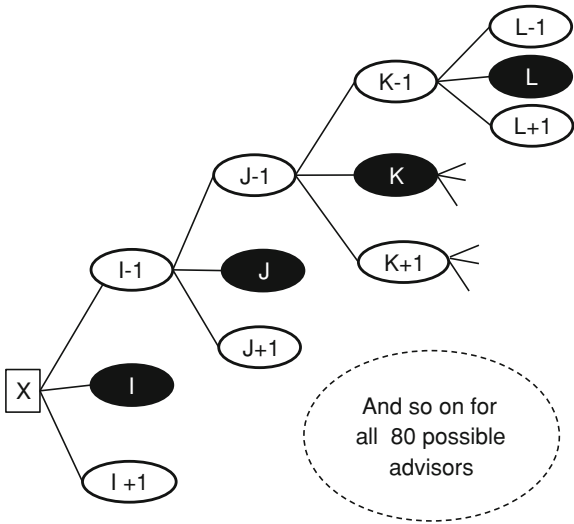 L-1
K-1
L
L+1
J-1
K
I-1
J
K+1
J+1
X
I
I +1
And so on for
all 80 possible
advisors